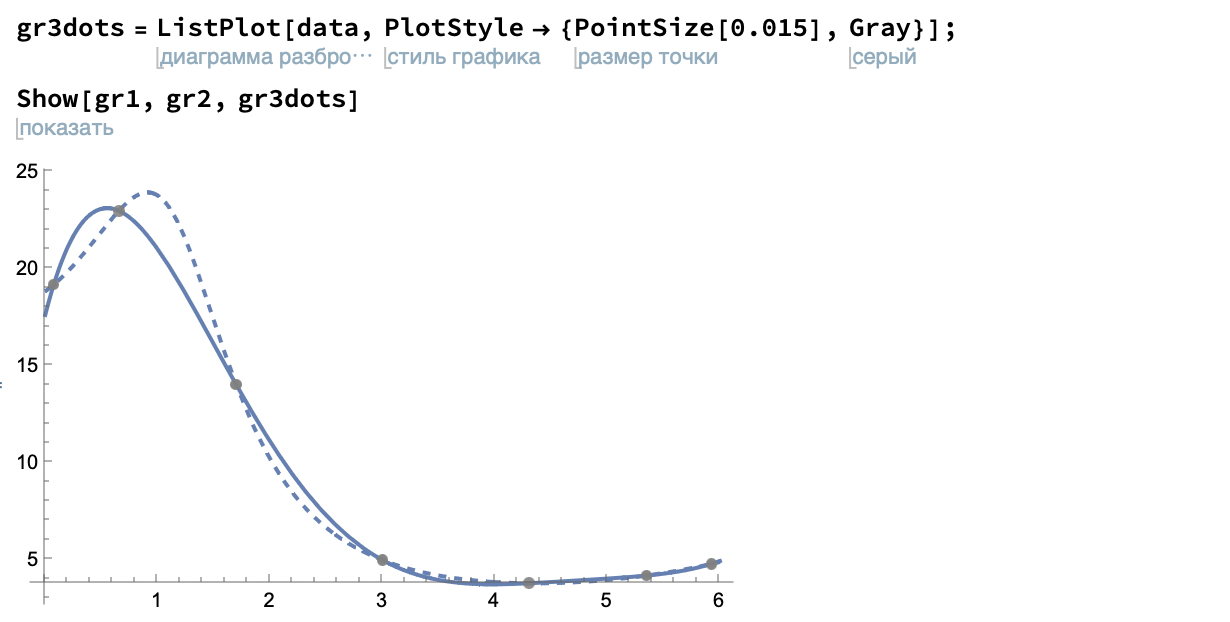 gr3dots = ListPlot[data, PlotStyle → {PointSize[0.015], Gray}];
диаграмма разбро⋯ стиль графика размер точки серый
Show[gr1, gr2, gr3dots]
показать
25
20
15
10
5
1 2 3 4 5 6